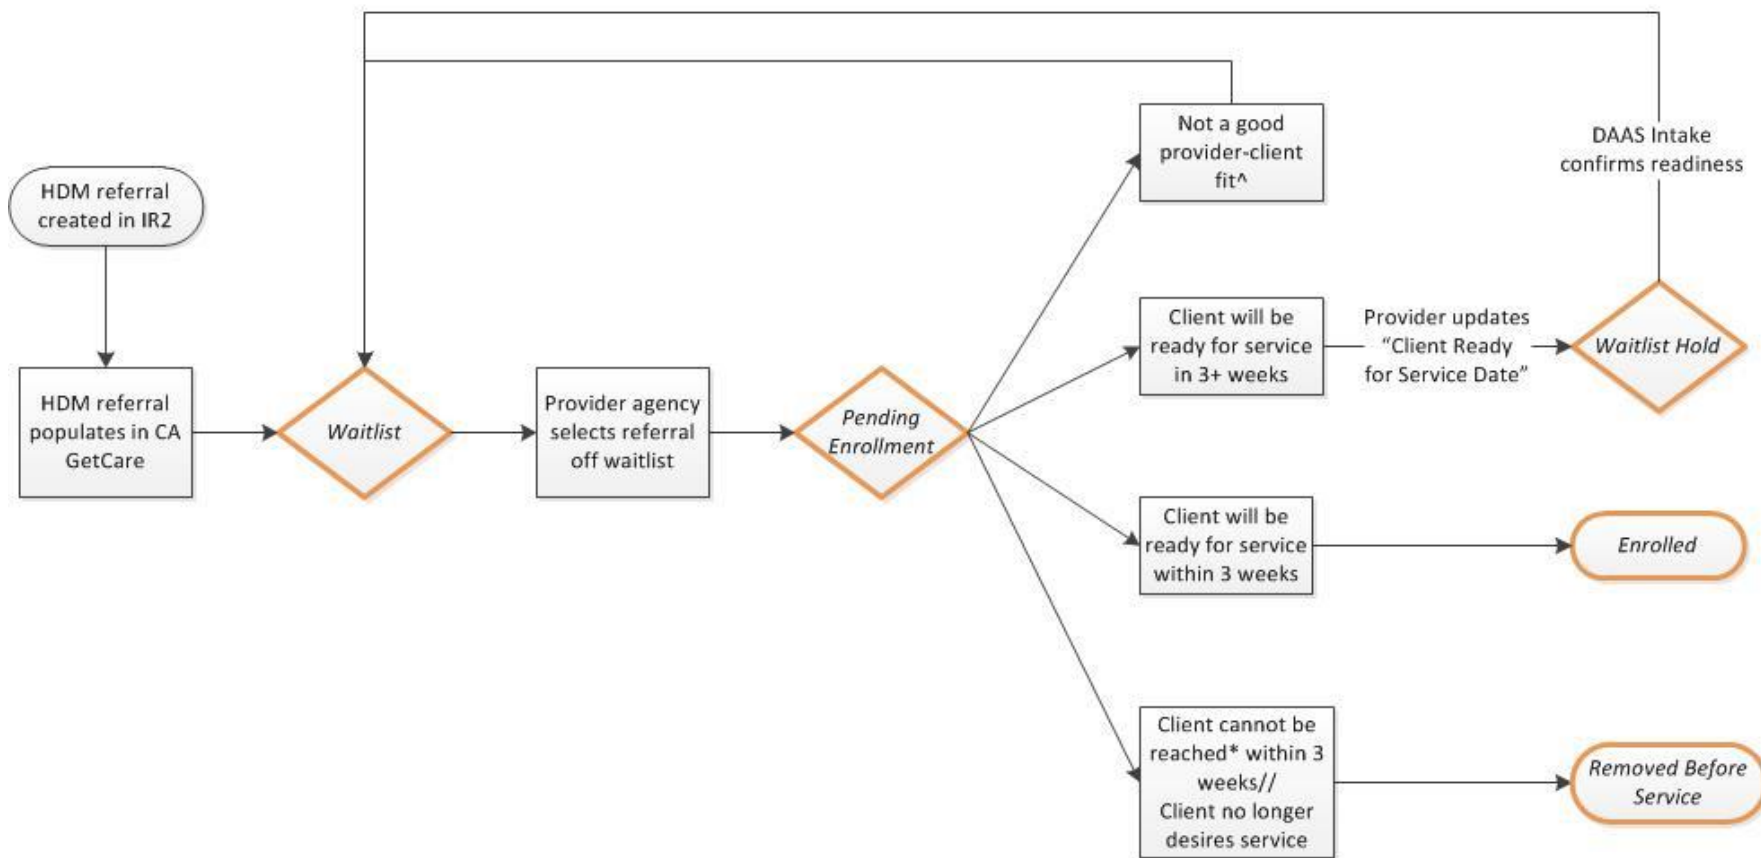 HDM referral
created in IR2
HDM referral
populates in CA
GetCare
Waitlist
Provider agency
selects referral
off waitlist
Pending
Enrollment
Not a good
provider-client
fit^
Client will be
ready for service
in 3+ weeks
Provider updates
“Client Ready
for Service Date”
Waitlist Hold
DAAS Intake
confirms readiness
Client will be
ready for service
within 3 weeks
Enrolled
Client cannot be
reached* within 3
weeks//
Client no longer
desires service
Removed Before
Service